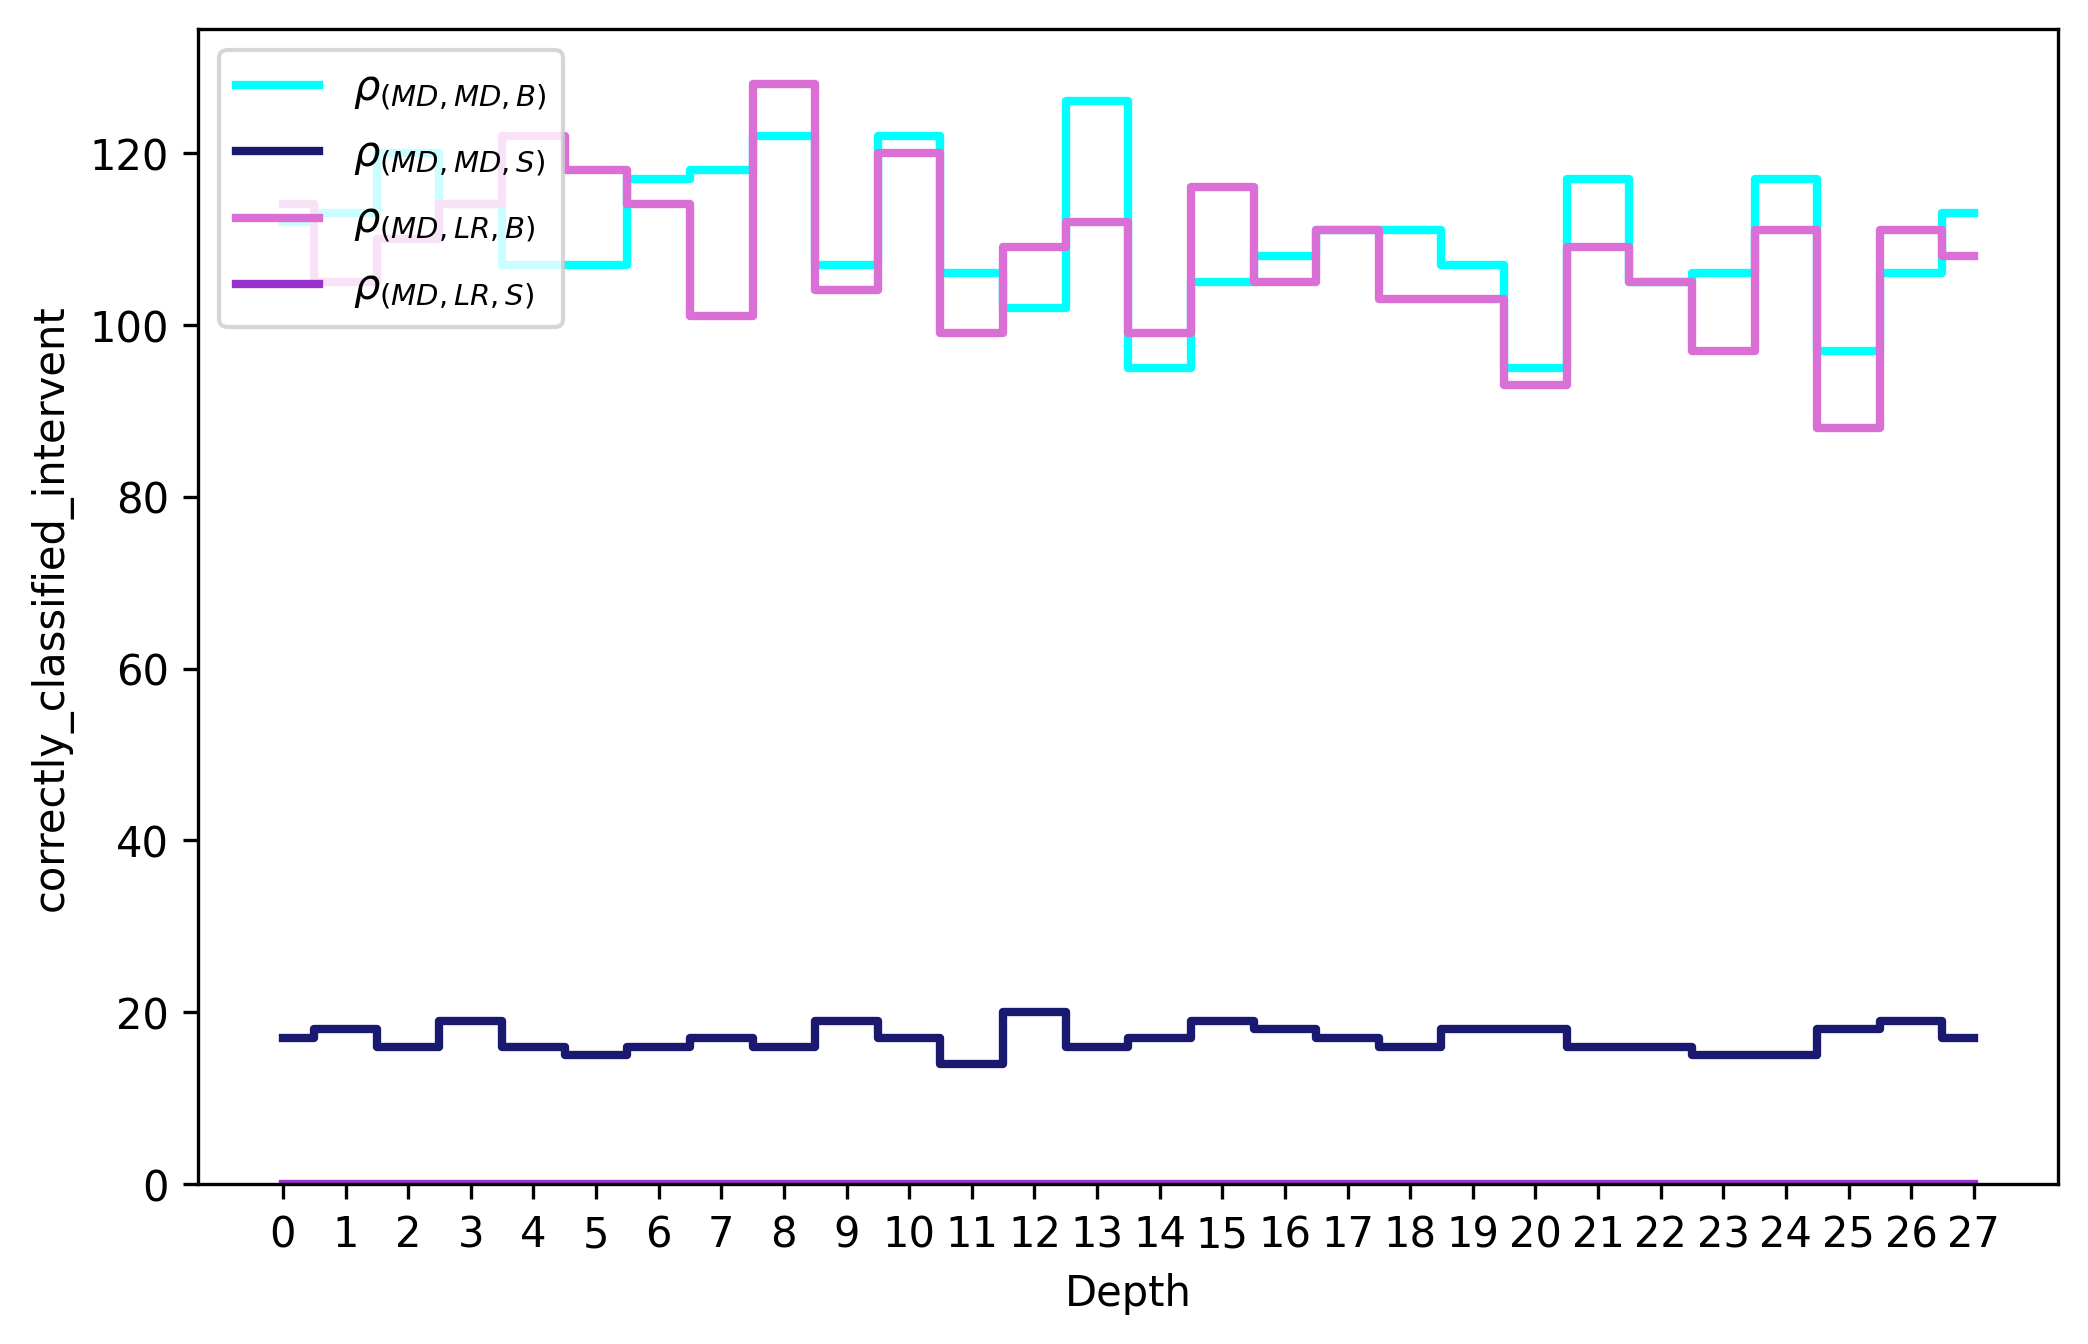 ρ(MD, MD, B)
ρ(MD, MD, S)
ρ(MD, LR, B)
ρ(MD, LR, S)
120
100
80
60
40
20
0
correctly_classified_intervent
0 1 2 3 4 5 6 7 8 9 10 11 12 13 14 15 16 17 18 19 20 21 22 23 24 25 26 27
Depth